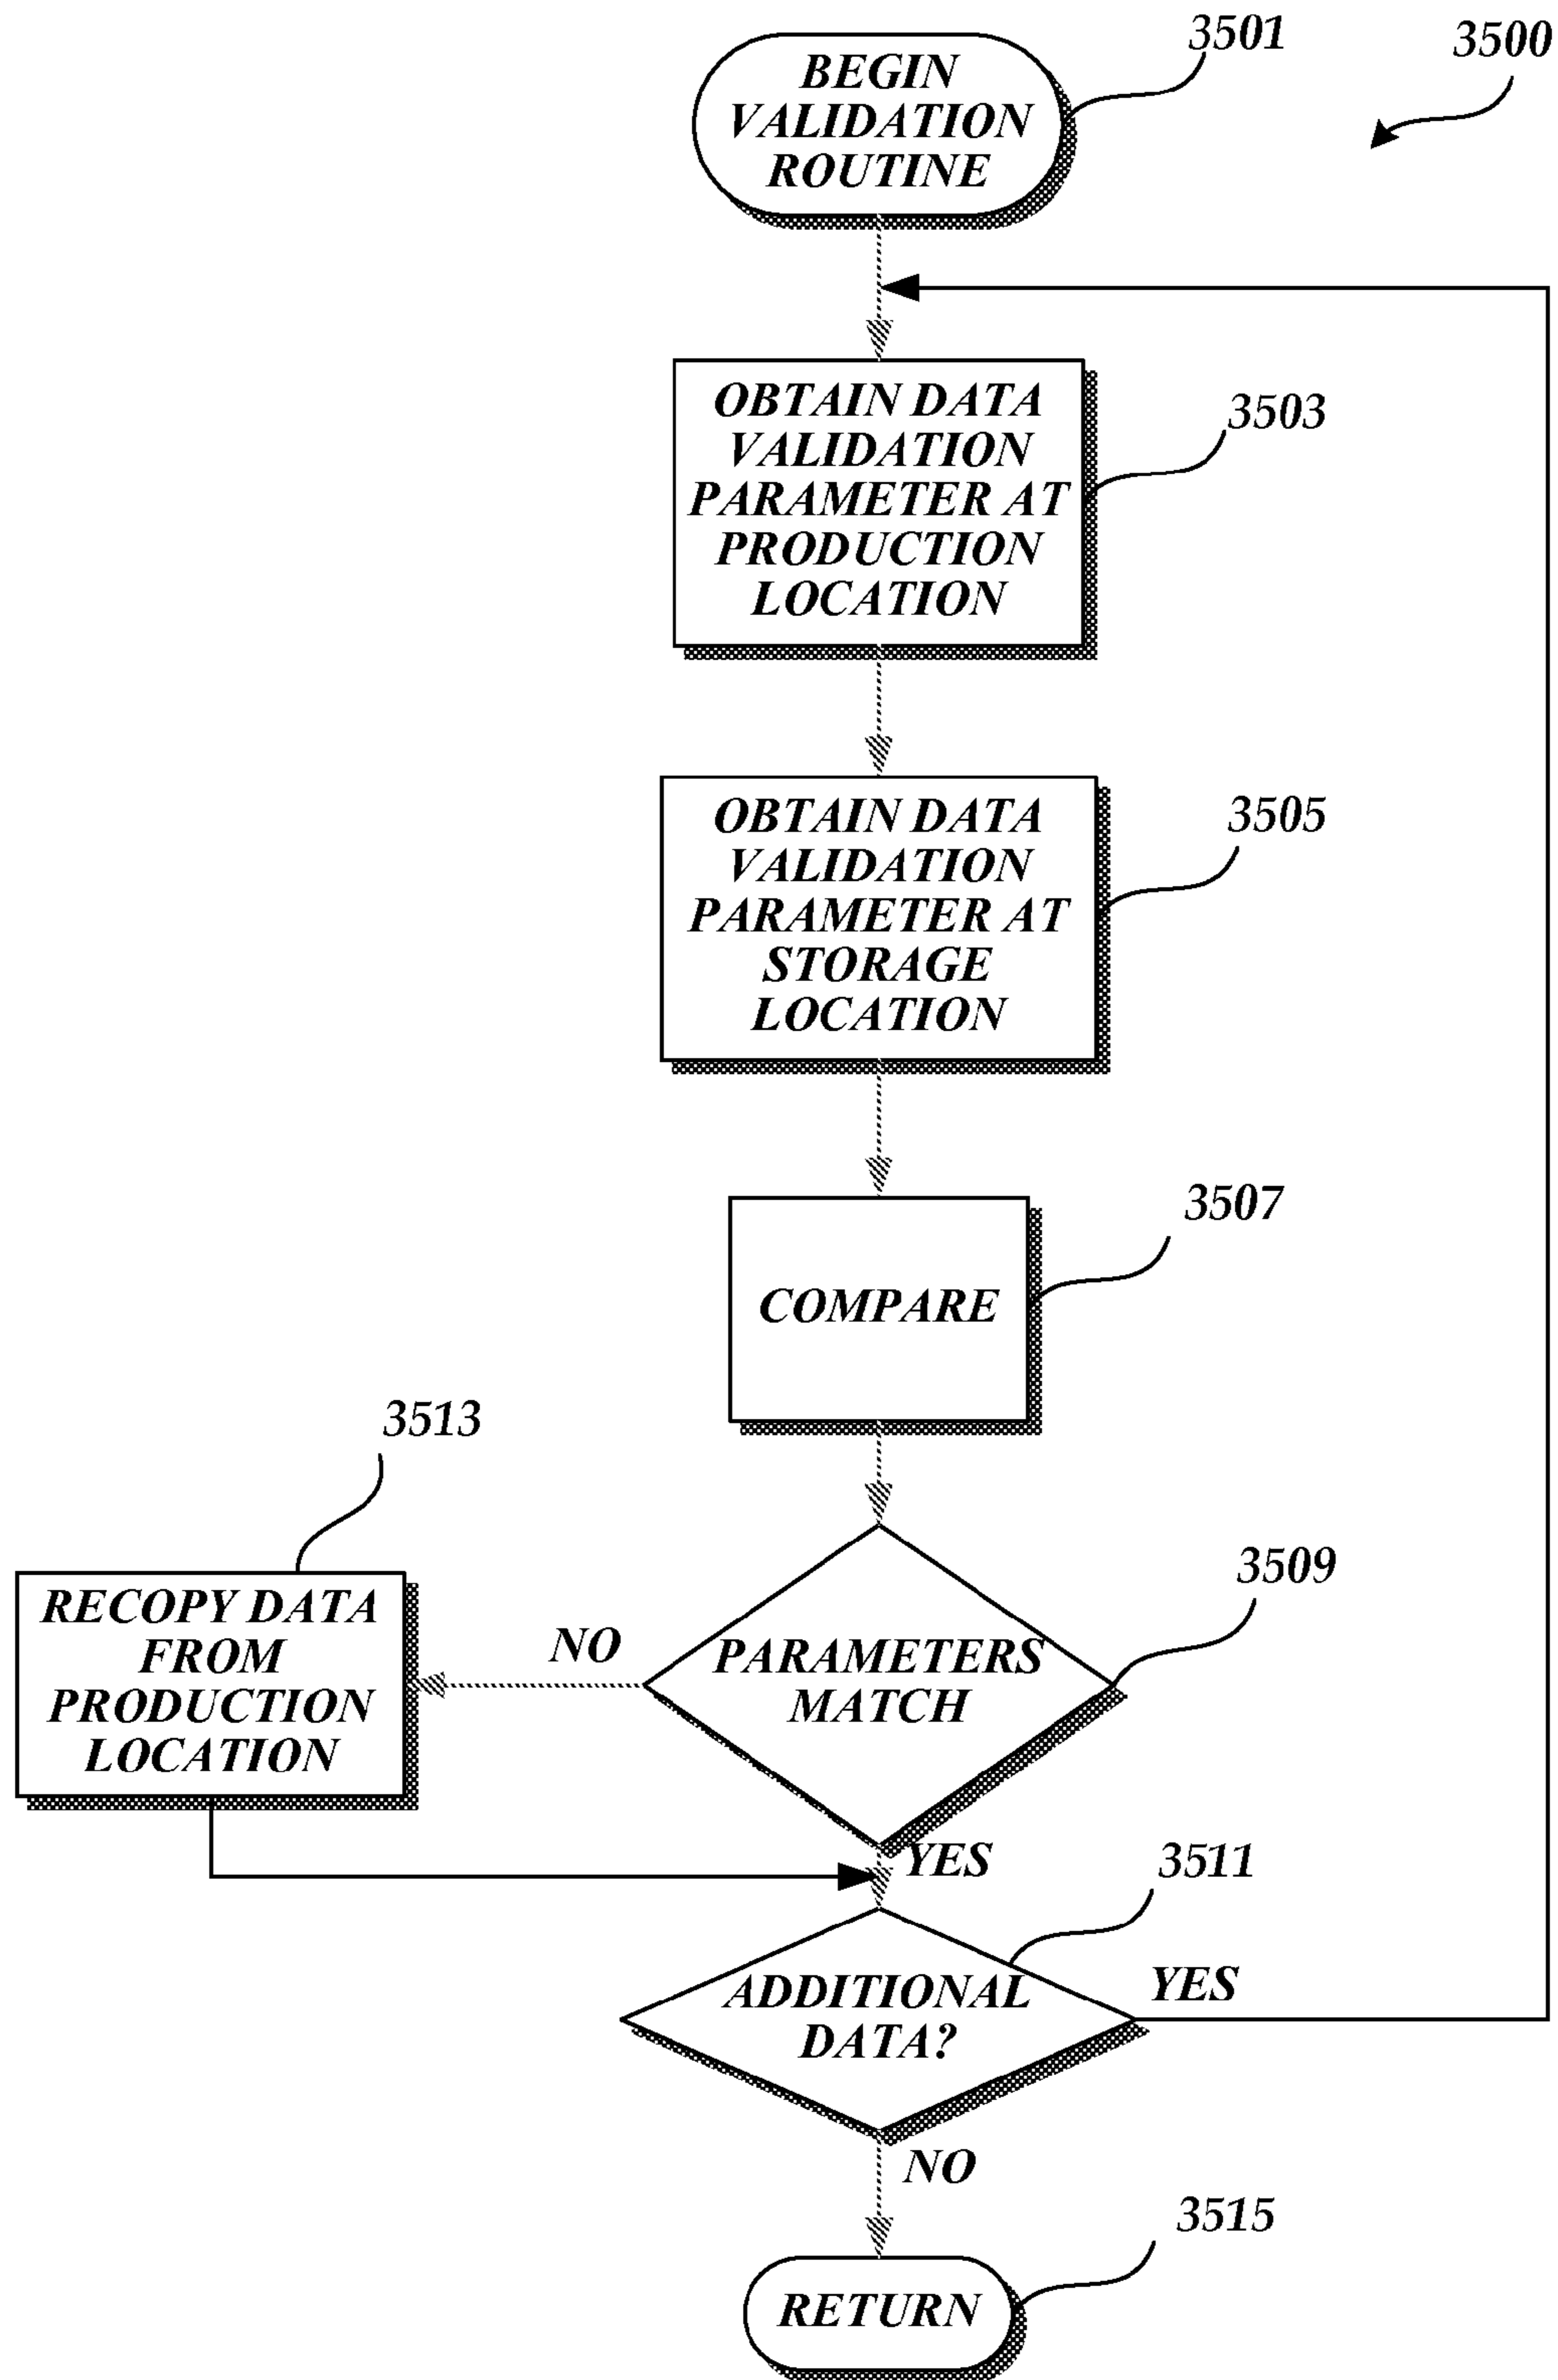 3501
3500
BEGIN
VALIDATION
ROUTINE
OBTAIN DATA
VALIDATION
PARAMETER AT
PRODUCTION
LOCATION
3503
OBTAIN DATA
VALIDATION
PARAMETER AT
STORAGE
LOCATION
3505
3507
COMPARE
3513
3509
RECOPY DATA
FROM
PRODUCTION
LOCATION
NO
PARAMETERS
MATCH
YES
3511
ADDITIONAL
DATA?
YES
NO
3515
RETURN